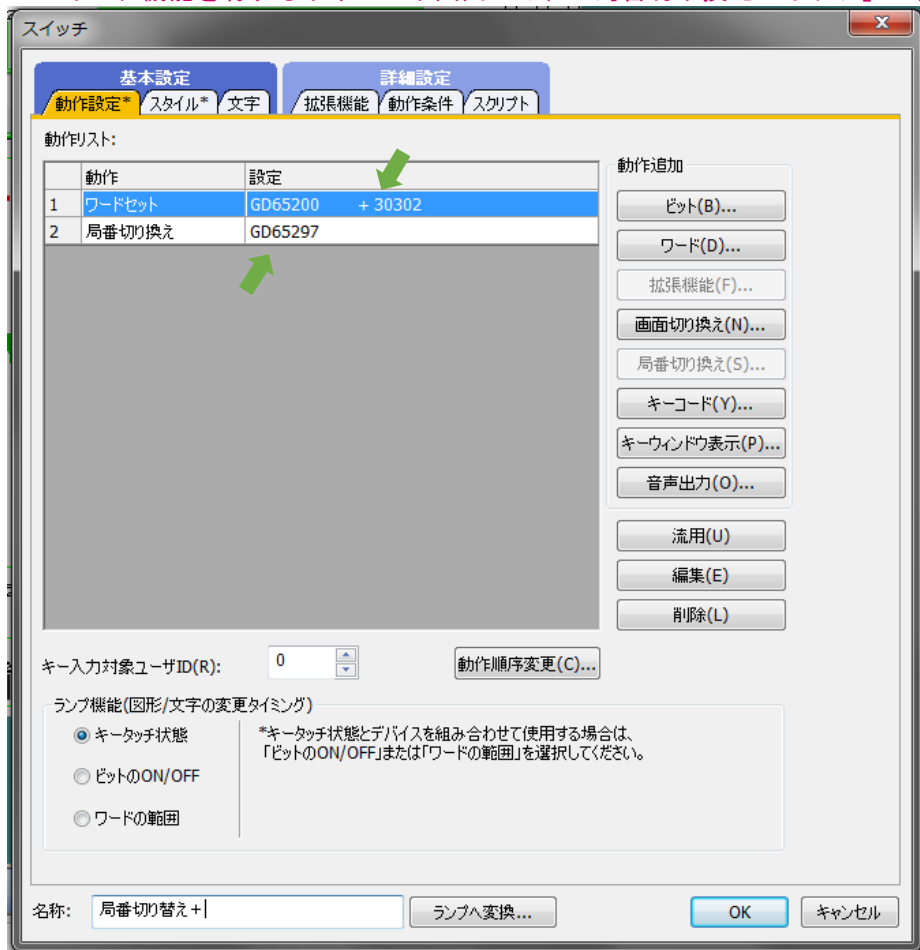 スイッチ
基本設定
詳細設定
動作設定* スタイル* 文字 拡張機能 動作条件 スクリプト
動作リスト:
動作 設定
1 ワードセット GD65200 + 30302
2 局番切り換え GD65297
動作追加
ビット(B)...
ワード(D)...
拡張機能(F)...
画面切り換え(N)...
局番切り換え(S)...
キーコード(Y)...
キーウィンドウ表示(P)...
音声出力(O)...
流用(U)
編集(E)
削除(L)
キー入力対象ユーザID(R): 0
動作順序変更(C)...
ランプ機能(図形/文字の変更タイミング)
キータッチ状態
ビットのON/OFF
ワードの範囲
*キータッチ状態とデバイスを組み合わせて使用する場合は、
「ビットのON/OFF」または「ワードの範囲」を選択してください。
名称: 局番切り替え+
ランプへ変換...
OK
キャンセル